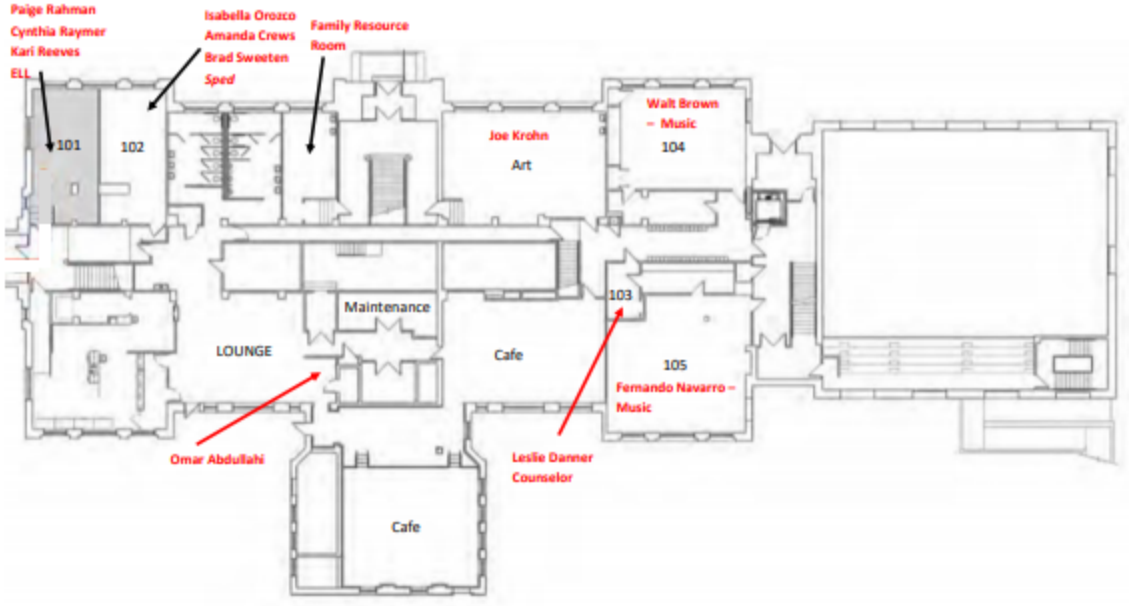 Paige Rahman
Cynthia Raymer
Kari Reeves
ELL
Isabella Orozco
Amanda Crews
Brad Sweeten
Sped
Family Resource
Room
101
102
Joe Krohn
Art
Walt Brown
– Music
104
103
Maintenance
LOUNGE
Cafe
105
Fernando Navarro –
Music
Omar Abdullahi
Leslie Danner
Counselor
Cafe